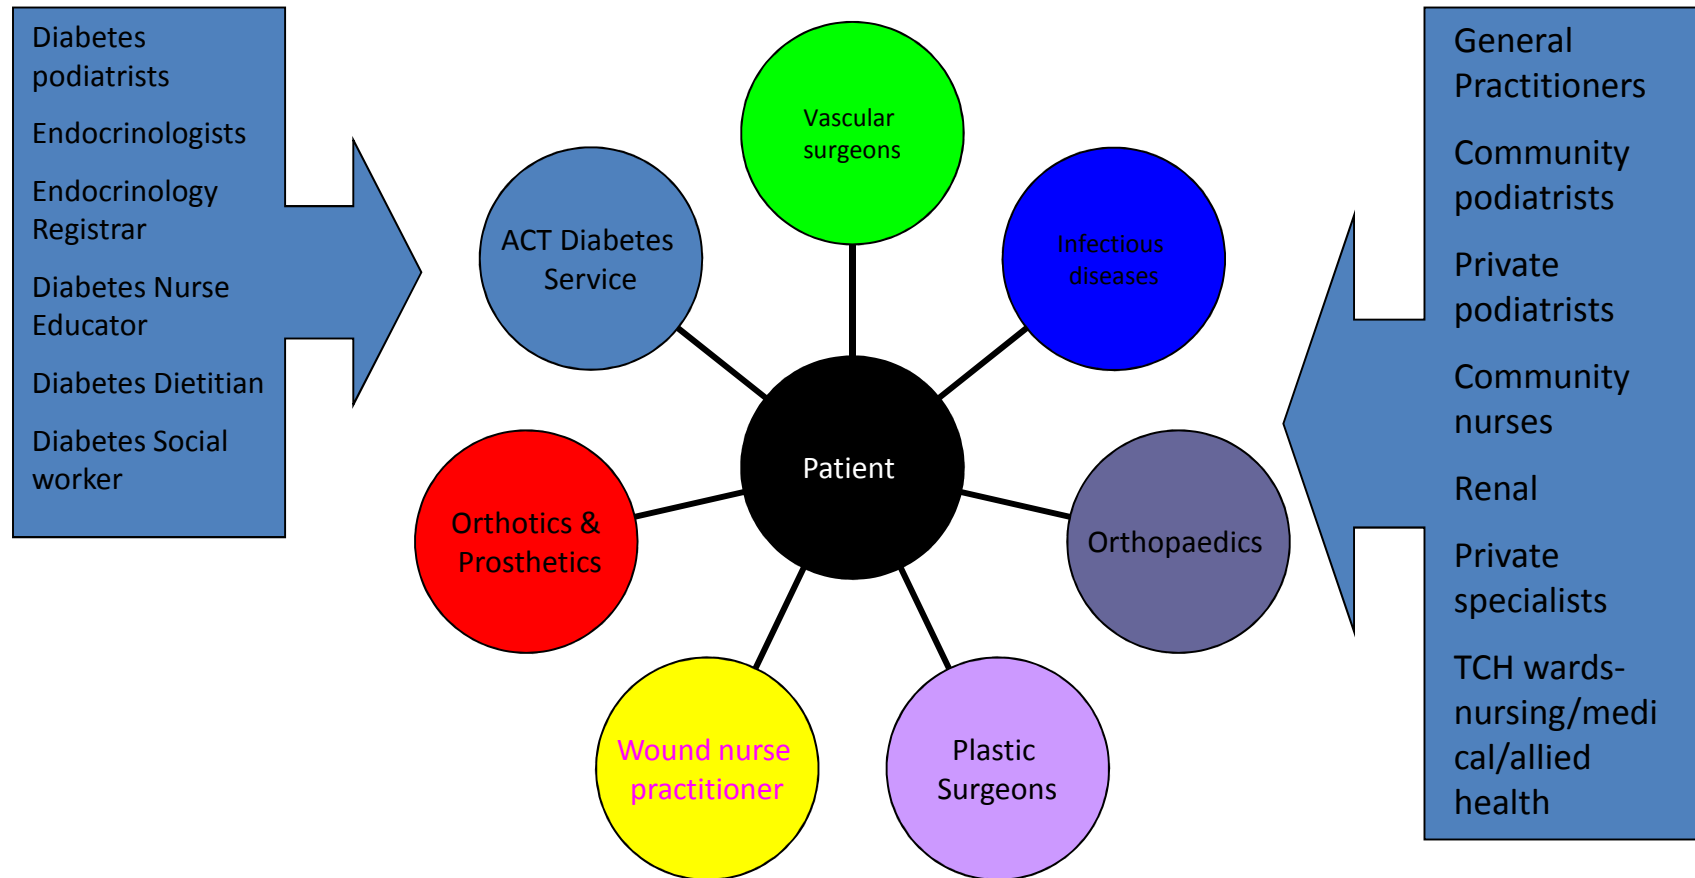 Diabetes
podiatrists
Endocrinologists
Endocrinology
Registrar
Diabetes Nurse
Educator
Diabetes Dietitian
Diabetes Social
worker
Vascular
surgeons
ACT Diabetes
Service
Infectious
diseases
Patient
Orthotics &
Prosthetics
Orthopaedics
Wound nurse
practitioner
Plastic
Surgeons
General
Practitioners
Community
podiatrists
Private
podiatrists
Community
nurses
Renal
Private
specialists
TCH wards-
nursing/medi
cal/allied
health